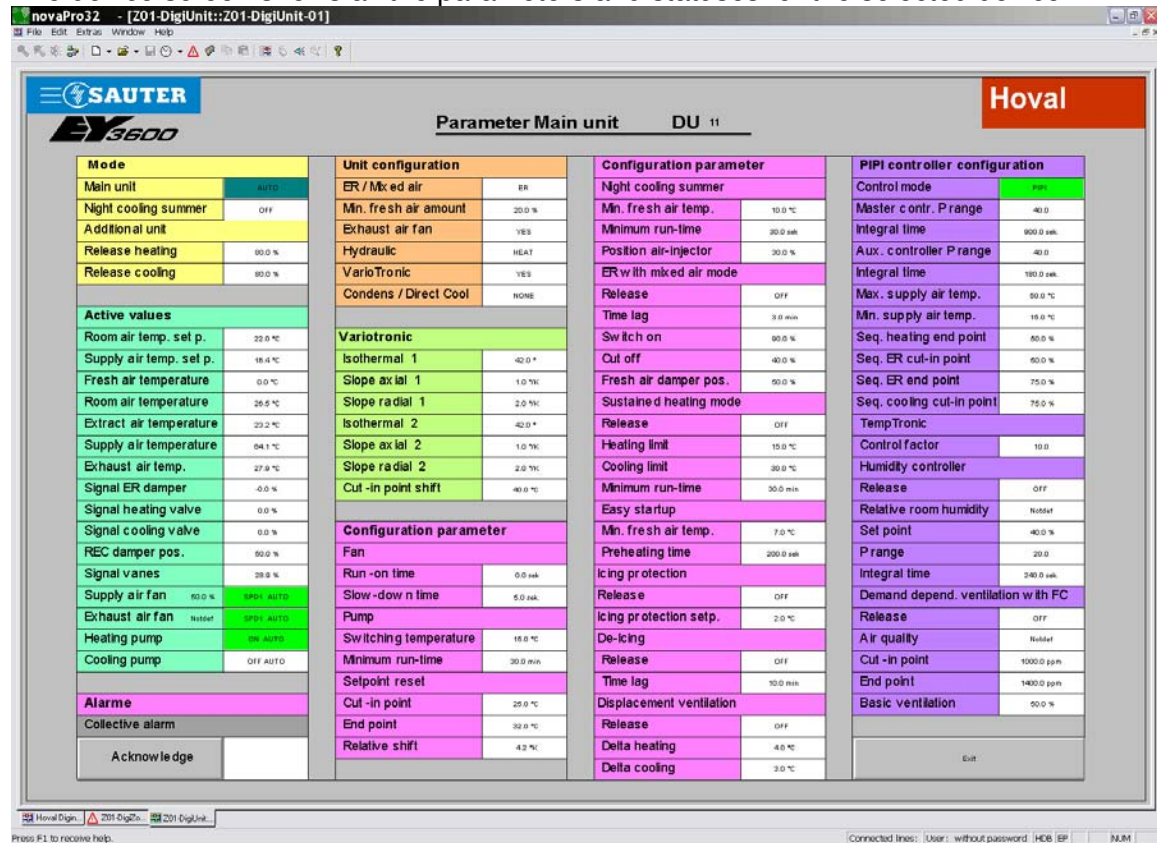 novaPro32 - [Z01-DigiUnit::Z01-DigiUnit-01]
File Edit Extras Window Help
SAUTER
EY3600
Hoval
Parameter Main unit DU 11
Mode
Main unit AUTO
Night cooling summer OFF
Additional unit
Release heating 80.0 %
Release cooling 80.0 %
Active values
Room air temp. set p. 22.0 °C
Supply air temp. set p. 16.4 °C
Fresh air temperature 0.0 °C
Room air temperature 26.5 °C
Extract air temperature 23.2 °C
Supply air temperature 64.1 °C
Exhaust air temp. 27.9 °C
Signal ER damper -0.0 %
Signal heating valve 0.0 %
Signal cooling valve 0.0 %
REC damper pos. 50.0 %
Signal vanes 28.0 %
Supply air fan 50.0 % SPD1 AUTO
Exhaust air fan Notdef SPD1 AUTO
Heating pump ON AUTO
Cooling pump OFF AUTO
Alarme
Collective alarm
Acknowledge
Unit configuration
ER / Mixed air ER
Min. fresh air amount 20.0 %
Exhaust air fan YES
Hydraulic HEAT
VarioTronic YES
Condens / Direct Cool NONE
Variotronic
Isothermal 1 42.0 °
Slope axial 1 1.0 °/K
Slope radial 1 2.0 °/K
Isothermal 2 42.0 °
Slope axial 2 1.0 °/K
Slope radial 2 2.0 °/K
Cut -in point shift 40.0 °C
Configuration parameter
Fan
Run -on time 0.0 sek
Slow -down time 5.0 sek.
Pump
Switching temperature 15.0 °C
Minimum run-time 30.0 min
Setpoint reset
Cut -in point 25.0 °C
End point 32.0 °C
Relative shift 4.2 °K
Configuration parameter
Night cooling summer
Min. fresh air temp. 10.0 °C
Minimum run-time 30.0 sek
Position air-injector 30.0 %
ER with mixed air mode
Release OFF
Time lag 3.0 min
Switch on 90.0 %
Cut off 40.0 %
Fresh air damper pos. 50.0 %
Sustained heating mode
Release OFF
Heating limit 15.0 °C
Cooling limit 30.0 °C
Minimum run-time 30.0 min
Easy startup
Min. fresh air temp. 7.0 °C
Preheating time 200.0 sek
Icing protection
Release OFF
Icing protection setp. 2.0 °C
De-Icing
Release OFF
Time lag 10.0 min
Displacement ventilation
Release OFF
Delta heating 4.0 °C
Delta cooling 3.0 °C
PIPI controller configuration
Control mode PIPI
Master contr. P range 40.0
Integral time 900.0 sek.
Aux. controller P range 40.0
Integral time 180.0 sek.
Max. supply air temp. 50.0 °C
Min. supply air temp. 15.0 °C
Seq. heating end point 50.0 %
Seq. ER cut-in point 50.0 %
Seq. ER end point 75.0 %
Seq. cooling cut-in point 75.0 %
TempTronic
Control factor 10.0
Humidity controller
Release OFF
Relative room humidity Notdef
Set point 40.0 %
P range 20.0
Integral time 240.0 sek.
Demand depend. ventilation with FC
Release OFF
Air quality Notdef
Cut -in point 1000.0 ppm
End point 1400.0 ppm
Basic ventilation 50.0 %
Exit
Hoval Digin... Z01-DigiZo... Z01-DigiUnit...
Press F1 to receive help. Connected lines: User: without password HDB EP NUM